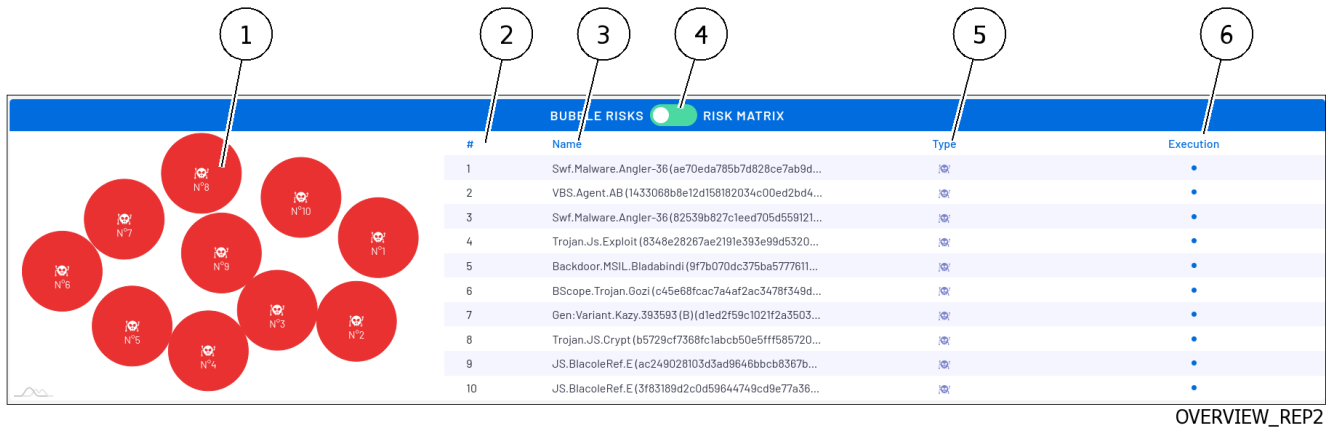 1 2 3 4 5 6
BUBBLE RISKS RISK MATRIX
# Name Type Execution
1 Swf.Malware.Angler-36 (ae70eda785b7d828ce7ab9d...
2 VBS.Agent.AB (1433068b8e12d158182034c00ed2bd4...
3 Swf.Malware.Angler-36 (82539b827c1eed705d559121...
4 Trojan.Js.Exploit (8348e28267ae2191e393e99d5320...
5 Backdoor.MSIL.Bladabindi (9f7b070dc375ba5777611...
6 BScope.Trojan.Gozi (c45e68fcac7a4af2ac3478f349d...
7 Gen:Variant.Kazy.393593 (B) (d1ed2f59c1021f2a3503...
8 Trojan.JS.Crypt (b5729cf7368fc1abcb50e5fff585720...
9 JS.BlacoleRef.E (ac249028103d3ad9646bbcb8367b...
10 JS.BlacoleRef.E (3f83189d2c0d59644749cd9e77a36...
N°8
N°10
N°7
N°1
N°9
N°6
N°3
N°2
N°5
N°4
OVERVIEW_REP2